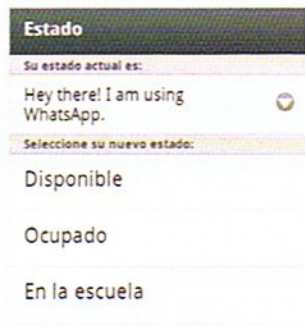 Estado
Su estado actual es:
Hey there! I am using
WhatsApp.
Seleccione su nuevo estado:
Disponible
Ocupado
En la escuela